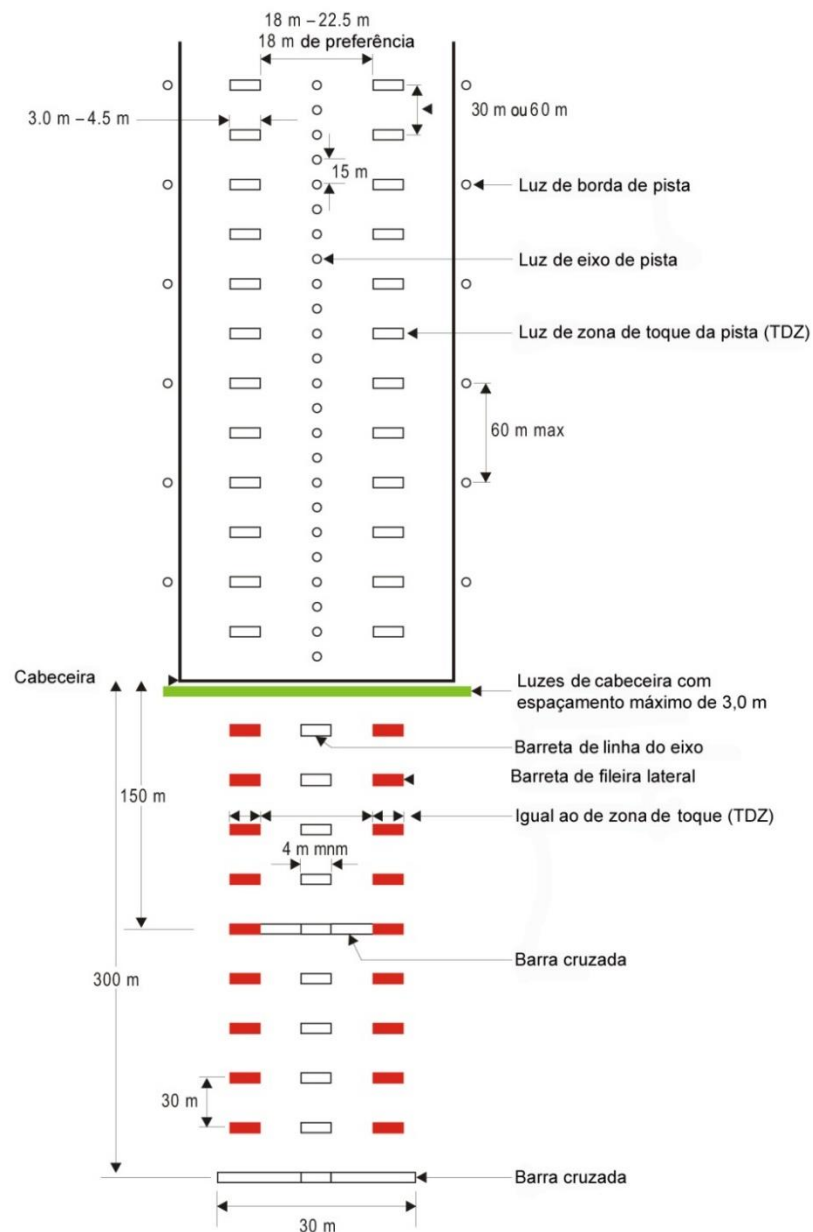 18 m – 22.5 m
18 m de preferência
3.0 m – 4.5 m
30 m ou 60 m
15 m
Luz de borda de pista
Luz de eixo de pista
Luz de zona de toque da pista (TDZ)
60 m max
Cabeceira
Luzes de cabeceira com
espaçamento máximo de 3,0 m
Barreta de linha do eixo
Barreta de fileira lateral
150 m
Igual ao de zona de toque (TDZ)
4 m mnm
Barra cruzada
300 m
30 m
Barra cruzada
30 m